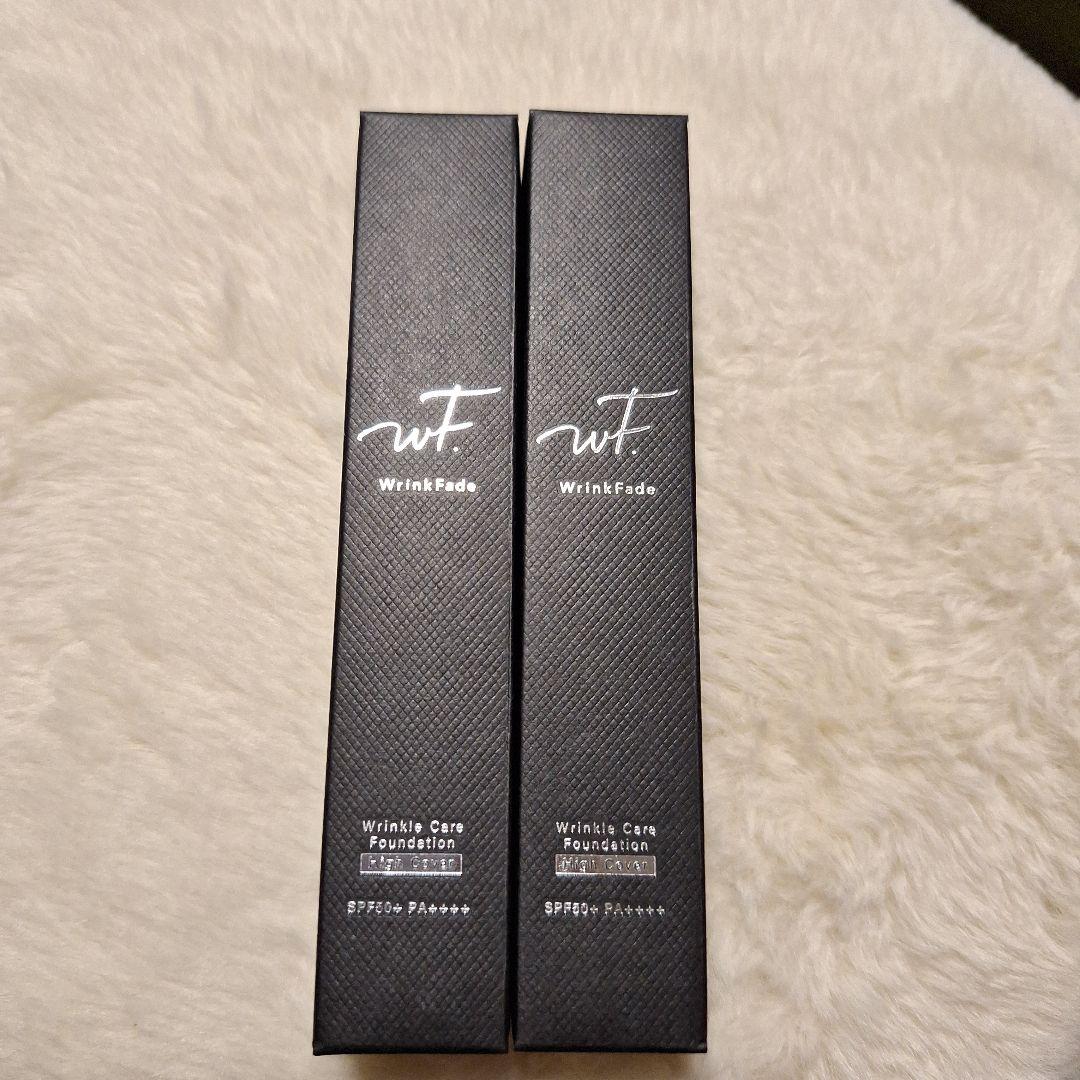 wF.
WrinkFade
Wrinkle Care
Foundation
High Cover
SPF50+ PA++++
wF.
WrinkFade
Wrinkle Care
Foundation
High Cover
SPF50+ PA++++